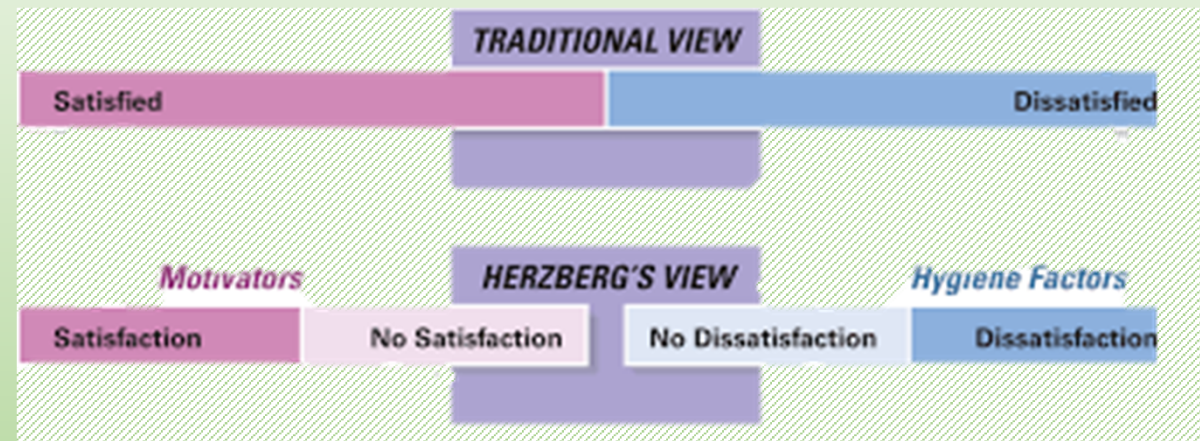 TRADITIONAL VIEW
Satisfied Dissatisfied
HERZBERG'S VIEW
Motivators Hygiene Factors
Satisfaction No Satisfaction No Dissatisfaction Dissatisfaction